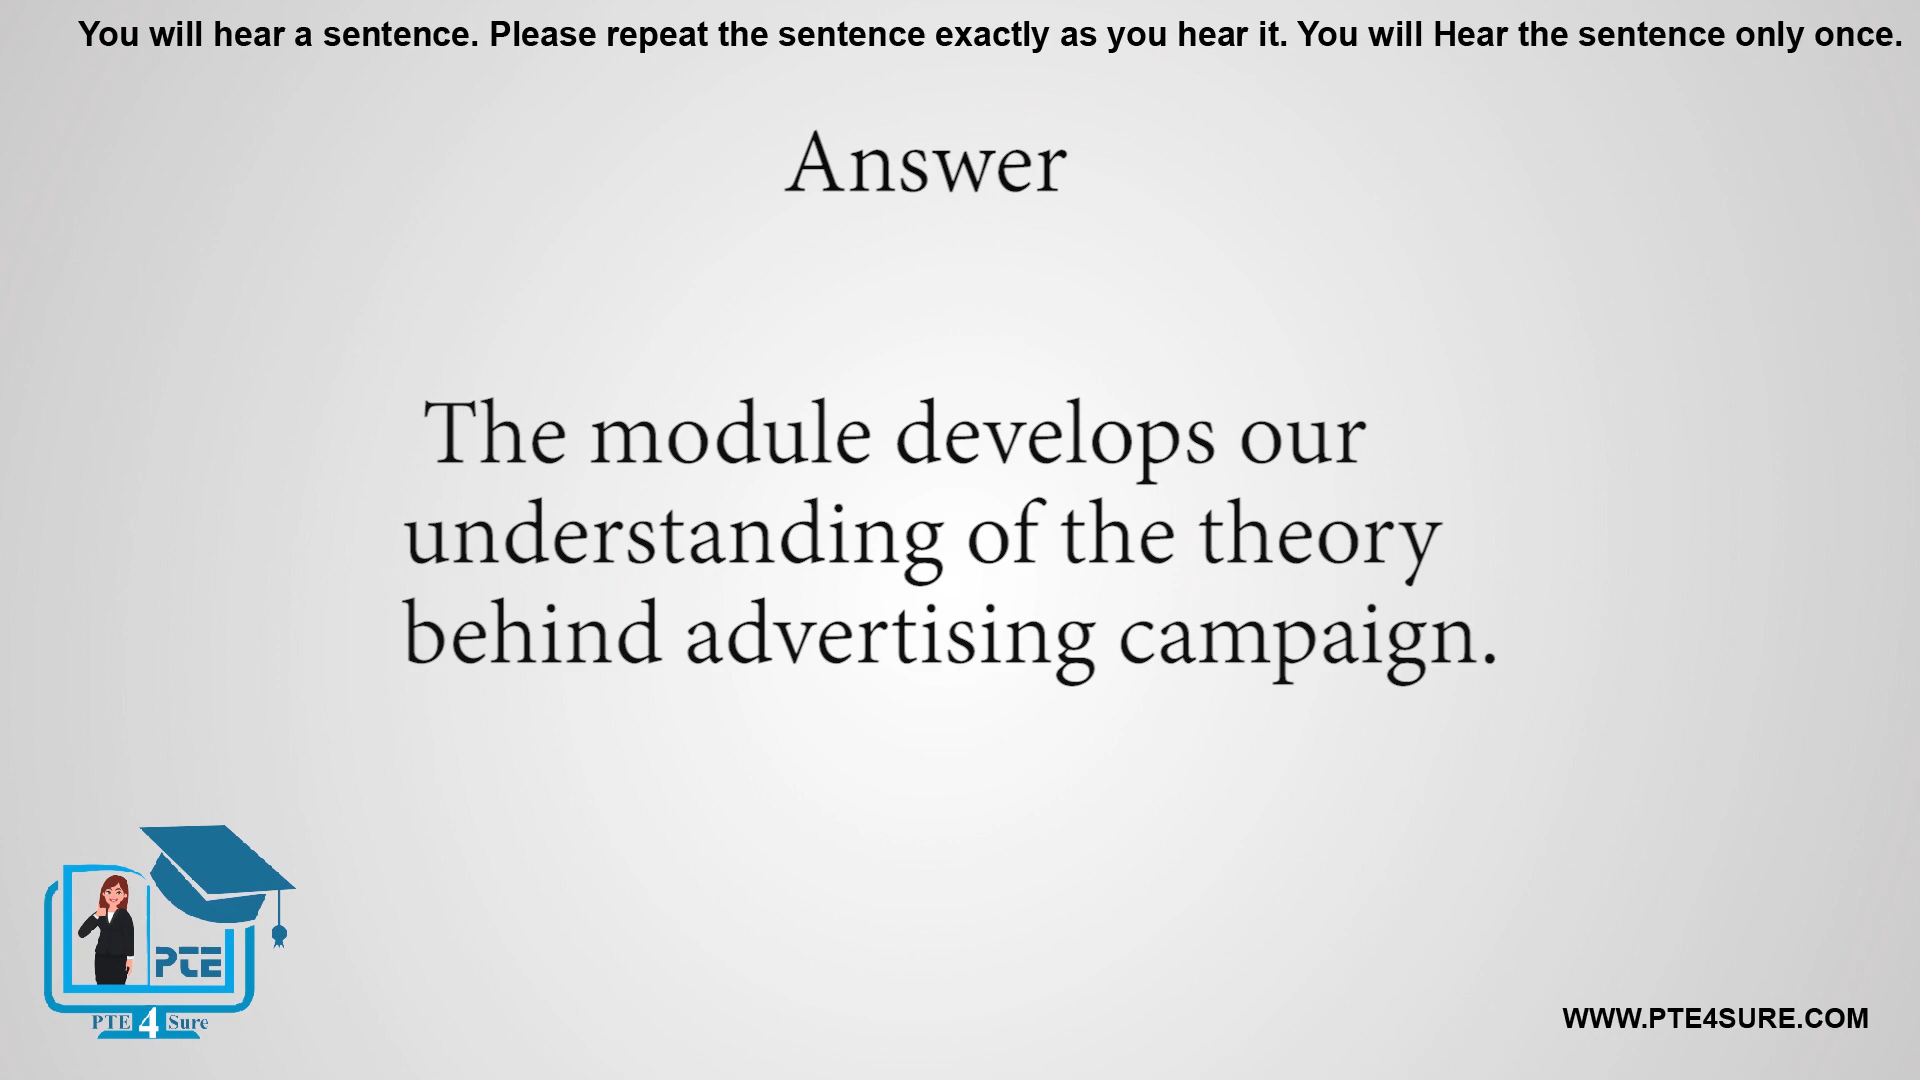 You will hear a sentence. Please repeat the sentence exactly as you hear it. You will Hear the sentence only once.
Answer
The module develops our
understanding of the theory
behind advertising campaign.
PTE
PTE 4 Sure
WWW.PTE4SURE.COM